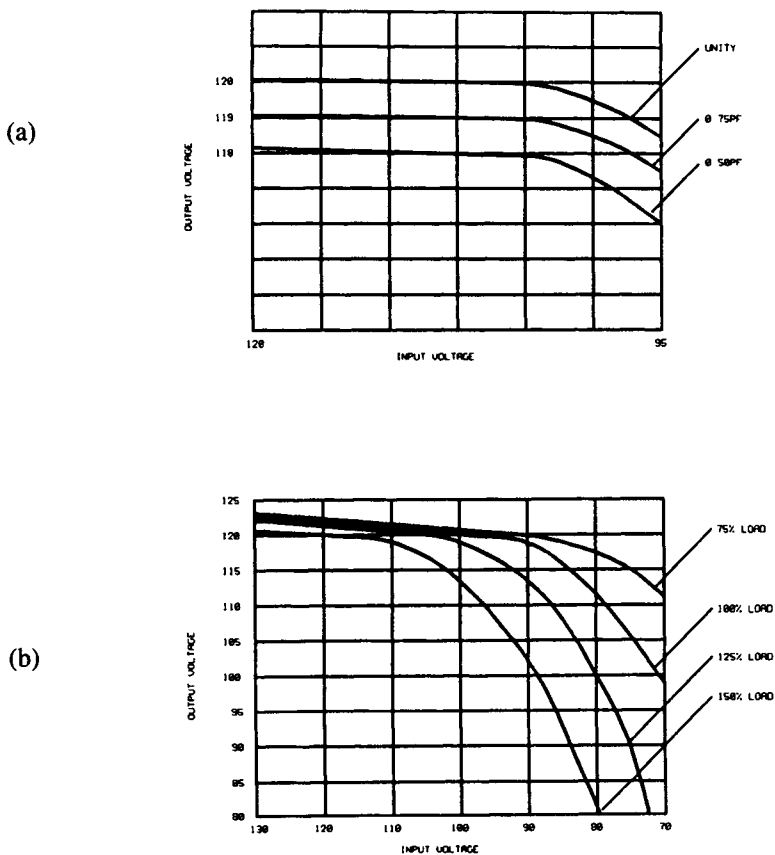 (a)
OUTPUT VOLTAGE
120
119
118
UNITY
0 75PF
0 50PF
120
95
INPUT VOLTAGE
(b)
OUTPUT VOLTAGE
125
120
115
110
105
100
95
90
85
80
75% LOAD
100% LOAD
125% LOAD
150% LOAD
130
120
110
100
90
80
70
INPUT VOLTAGE